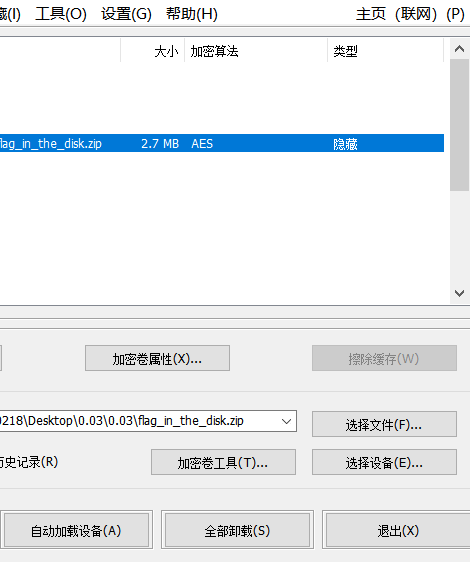 藏(I) 工具(O) 设置(G) 帮助(H) 主页 (联网) (P)
大小 加密算法 类型
flag_in_the_disk.zip 2.7 MB AES 隐藏
加密卷属性(X)... 擦除缓存(W)
0218\Desktop\0.03\0.03\flag_in_the_disk.zip 选择文件(F)...
历史记录(R) 加密卷工具(T)... 选择设备(E)...
自动加载设备(A) 全部卸载(S) 退出(X)